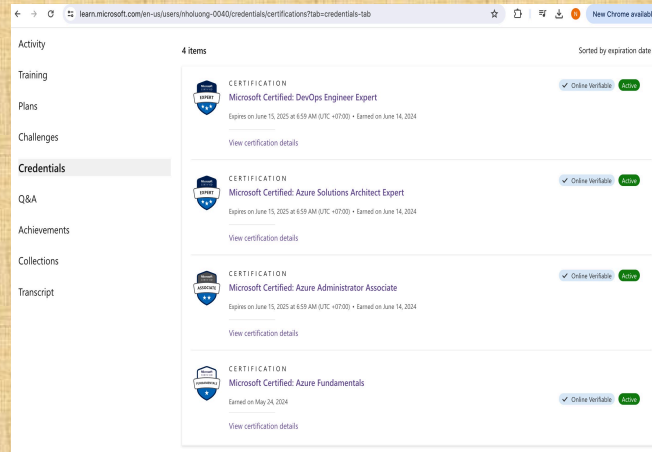 learn.microsoft.com/en-us/users/nholuong-0040/credentials/certifications?tab=credentials-tab
N
New Chrome availabl
Activity
Training
Plans
Challenges
Credentials
Q&A
Achievements
Collections
Transcript
4 items
Sorted by expiration date
CERTIFICATION
Microsoft Certified: DevOps Engineer Expert
Expires on June 15, 2025 at 6:59 AM (UTC +07:00) • Earned on June 14, 2024
View certification details
EXPERT
Online Verifiable
Active
CERTIFICATION
Microsoft Certified: Azure Solutions Architect Expert
Expires on June 15, 2025 at 6:59 AM (UTC +07:00) • Earned on June 14, 2024
View certification details
EXPERT
Online Verifiable
Active
CERTIFICATION
Microsoft Certified: Azure Administrator Associate
Expires on June 15, 2025 at 6:59 AM (UTC +07:00) • Earned on June 14, 2024
View certification details
ASSOCIATE
Online Verifiable
Active
CERTIFICATION
Microsoft Certified: Azure Fundamentals
Earned on May 24, 2024
View certification details
FUNDAMENTALS
Online Verifiable
Active